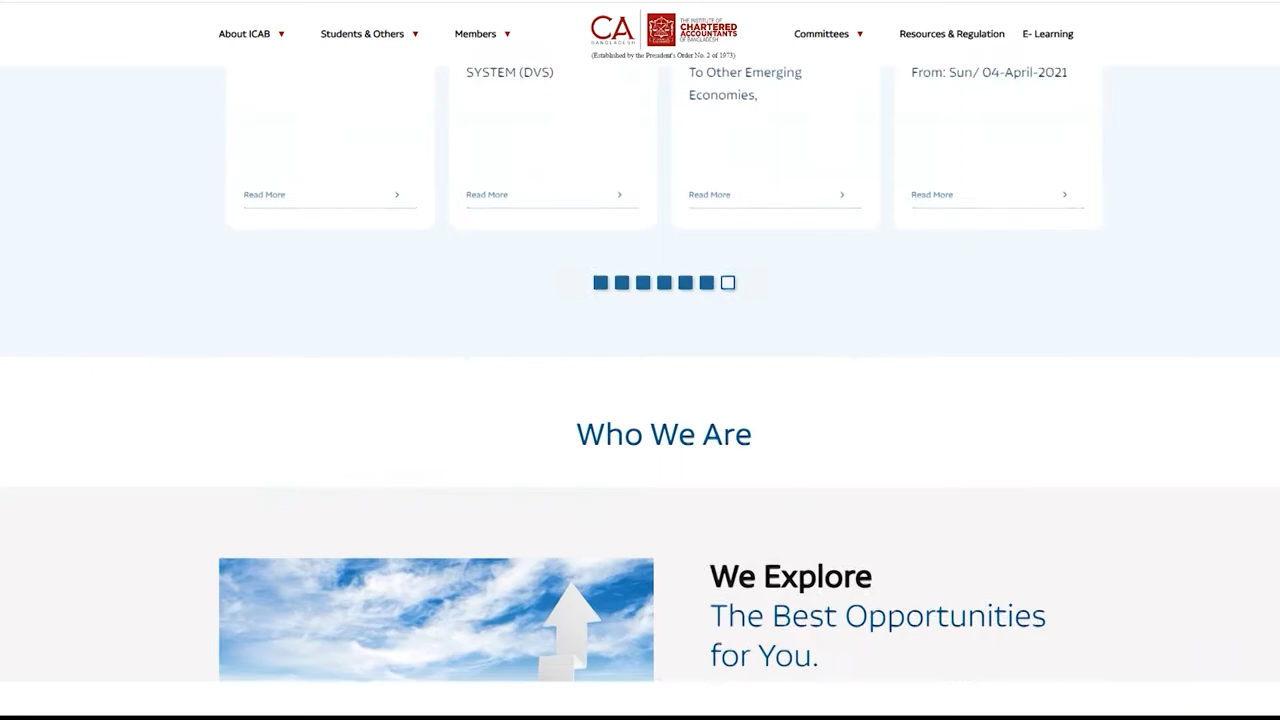 About ICAB
Students & Others
Members
CA
BANGLADESH
THE INSTITUTE OF
CHARTERED
ACCOUNTANTS
OF BANGLADESH
(Established by the President's Order No. 2 of 1973)
Committees
Resources & Regulation
E- Learning
SYSTEM (DVS)
To Other Emerging
Economies,
From: Sun/ 04-April-2021
Read More
Read More
Read More
Read More
Who We Are
We Explore
The Best Opportunities
for You.